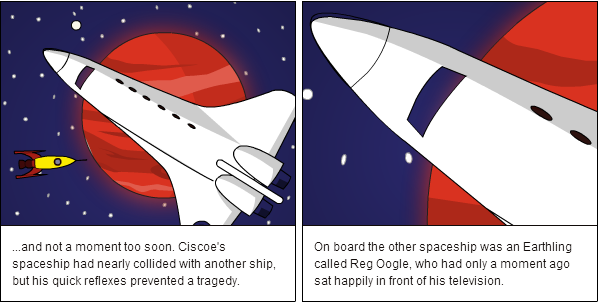 ...and not a moment too soon. Ciscoe's
spaceship had nearly collided with another ship,
but his quick reflexes prevented a tragedy.
On board the other spaceship was an Earthling
called Reg Oogle, who had only a moment ago
sat happily in front of his television.